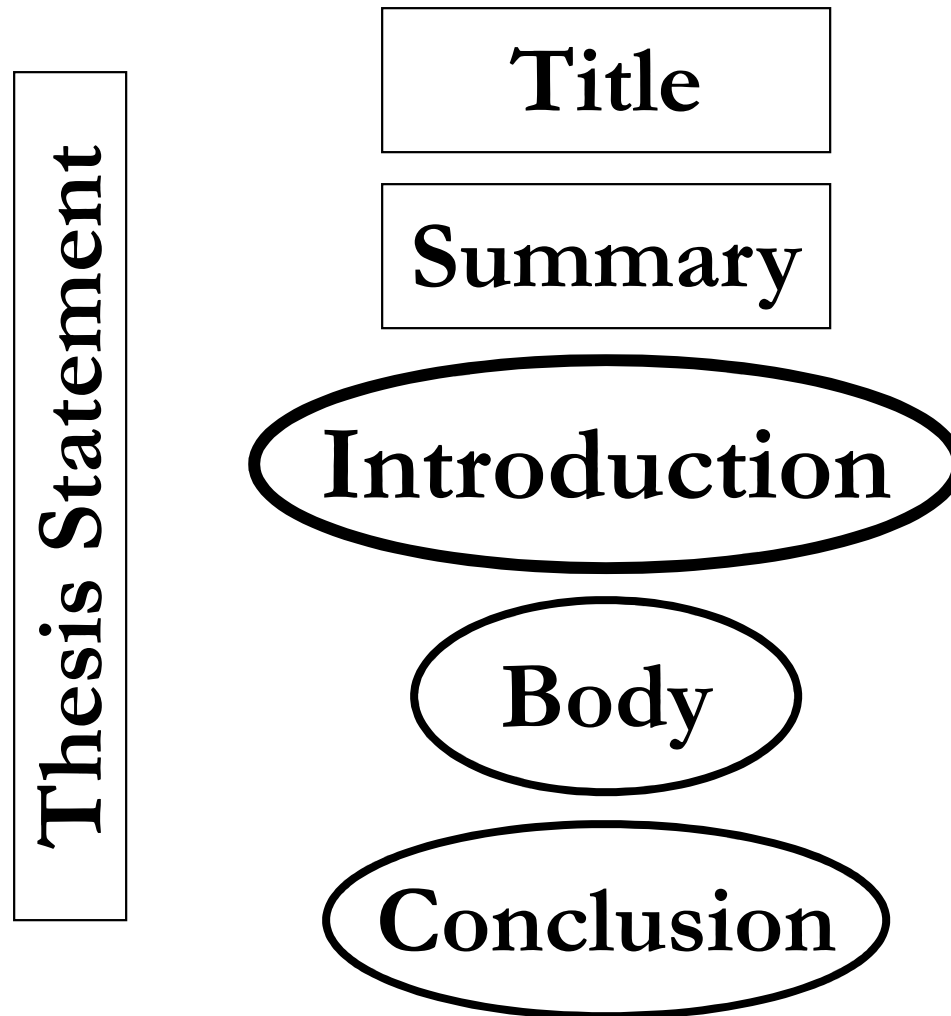 Thesis Statement
Title
Summary
Introduction
Body
Conclusion